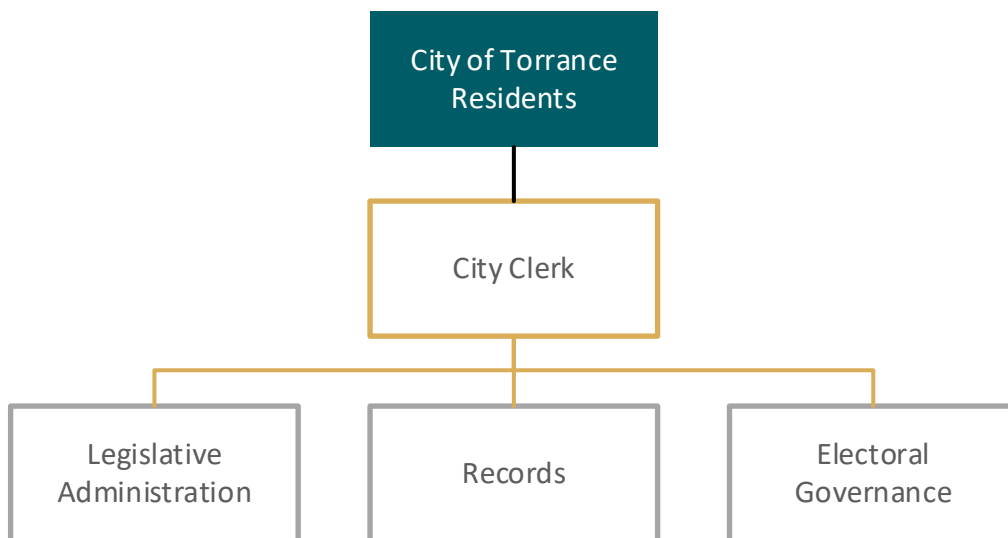 City of Torrance
Residents
City Clerk
Legislative
Administration
Records
Electoral
Governance